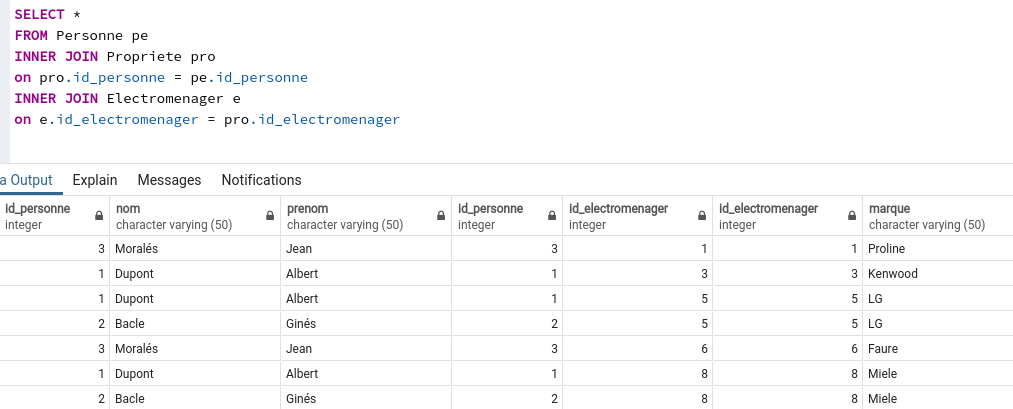 SELECT *
FROM Personne pe
INNER JOIN Propriete pro
on pro.id_personne = pe.id_personne
INNER JOIN Electromenager e
on e.id_electromenager = pro.id_electromenager
a Output Explain Messages Notifications
id_personne nom prenom id_personne id_electromenager id_electromenager marque
integer character varying (50) character varying (50) integer integer integer character varying (50)
3 Moralés Jean 3 1 1 Proline
1 Dupont Albert 1 3 3 Kenwood
1 Dupont Albert 1 5 5 LG
2 Bacle Ginés 2 5 5 LG
3 Moralés Jean 3 6 6 Faure
1 Dupont Albert 1 8 8 Miele
2 Bacle Ginés 2 8 8 Miele